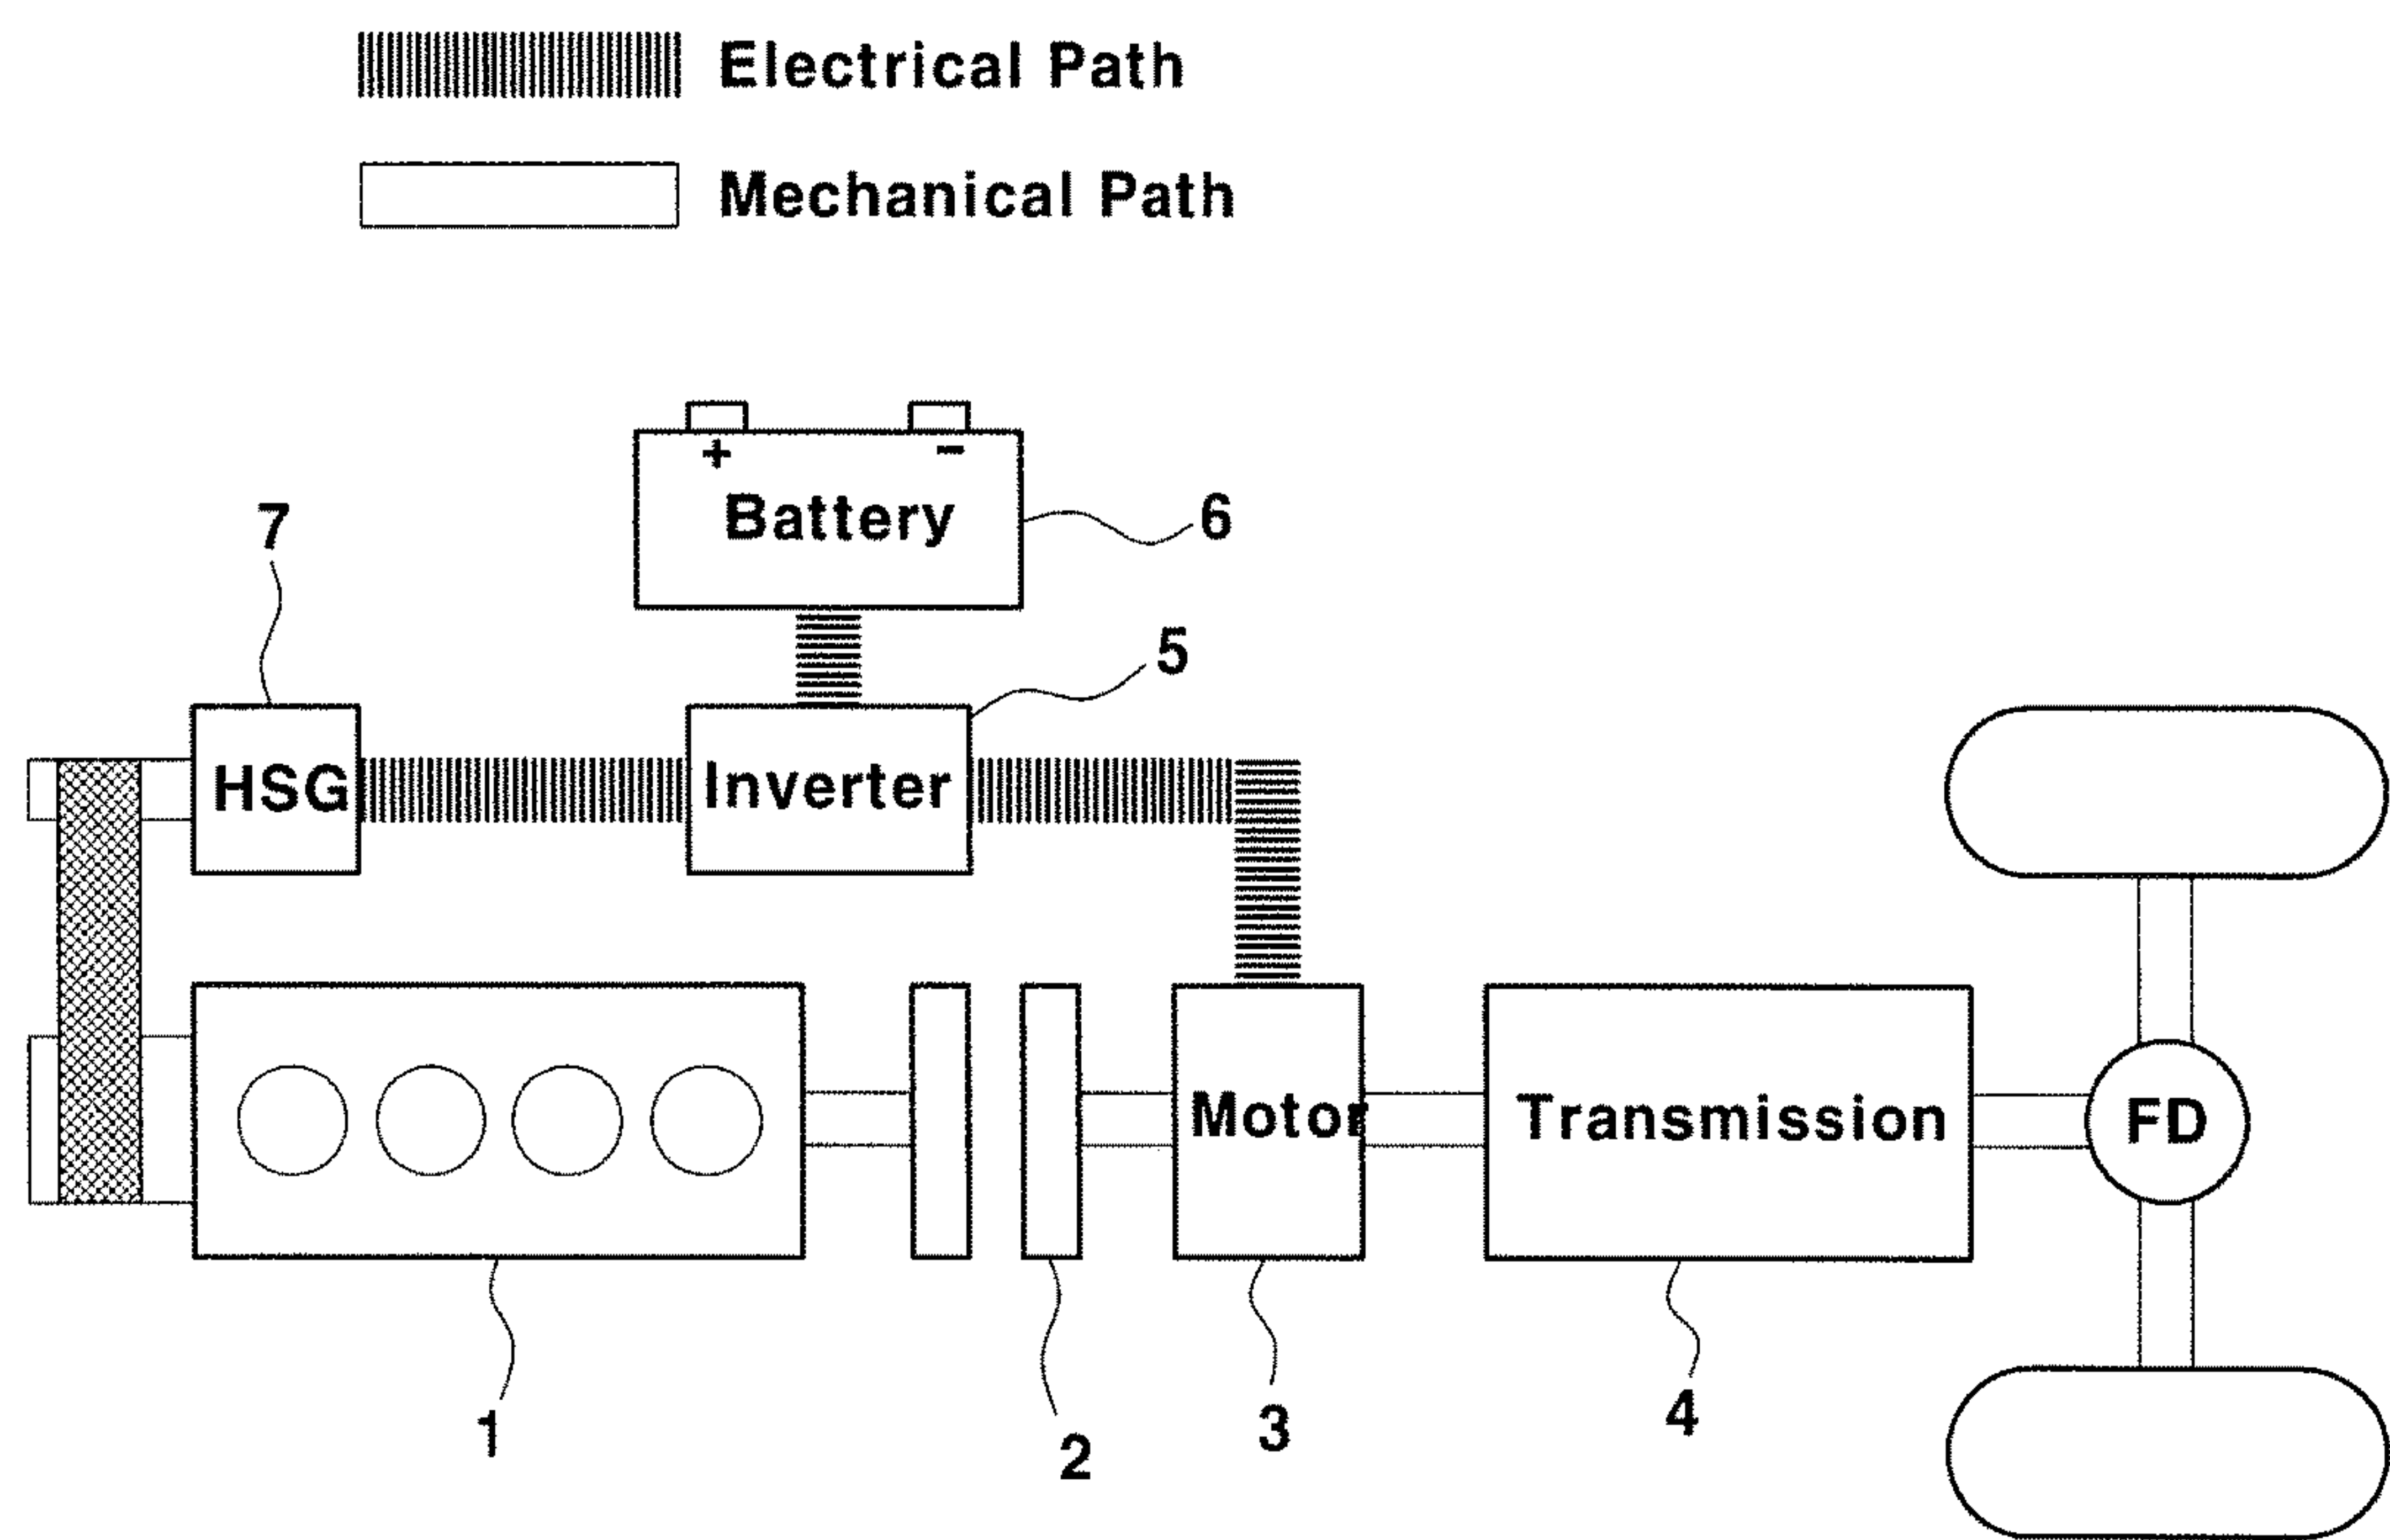 Electrical Path
Mechanical Path
+ −
Battery
6
7
5
HSG
Inverter
Motor
Transmission
FD
1
2
3
4